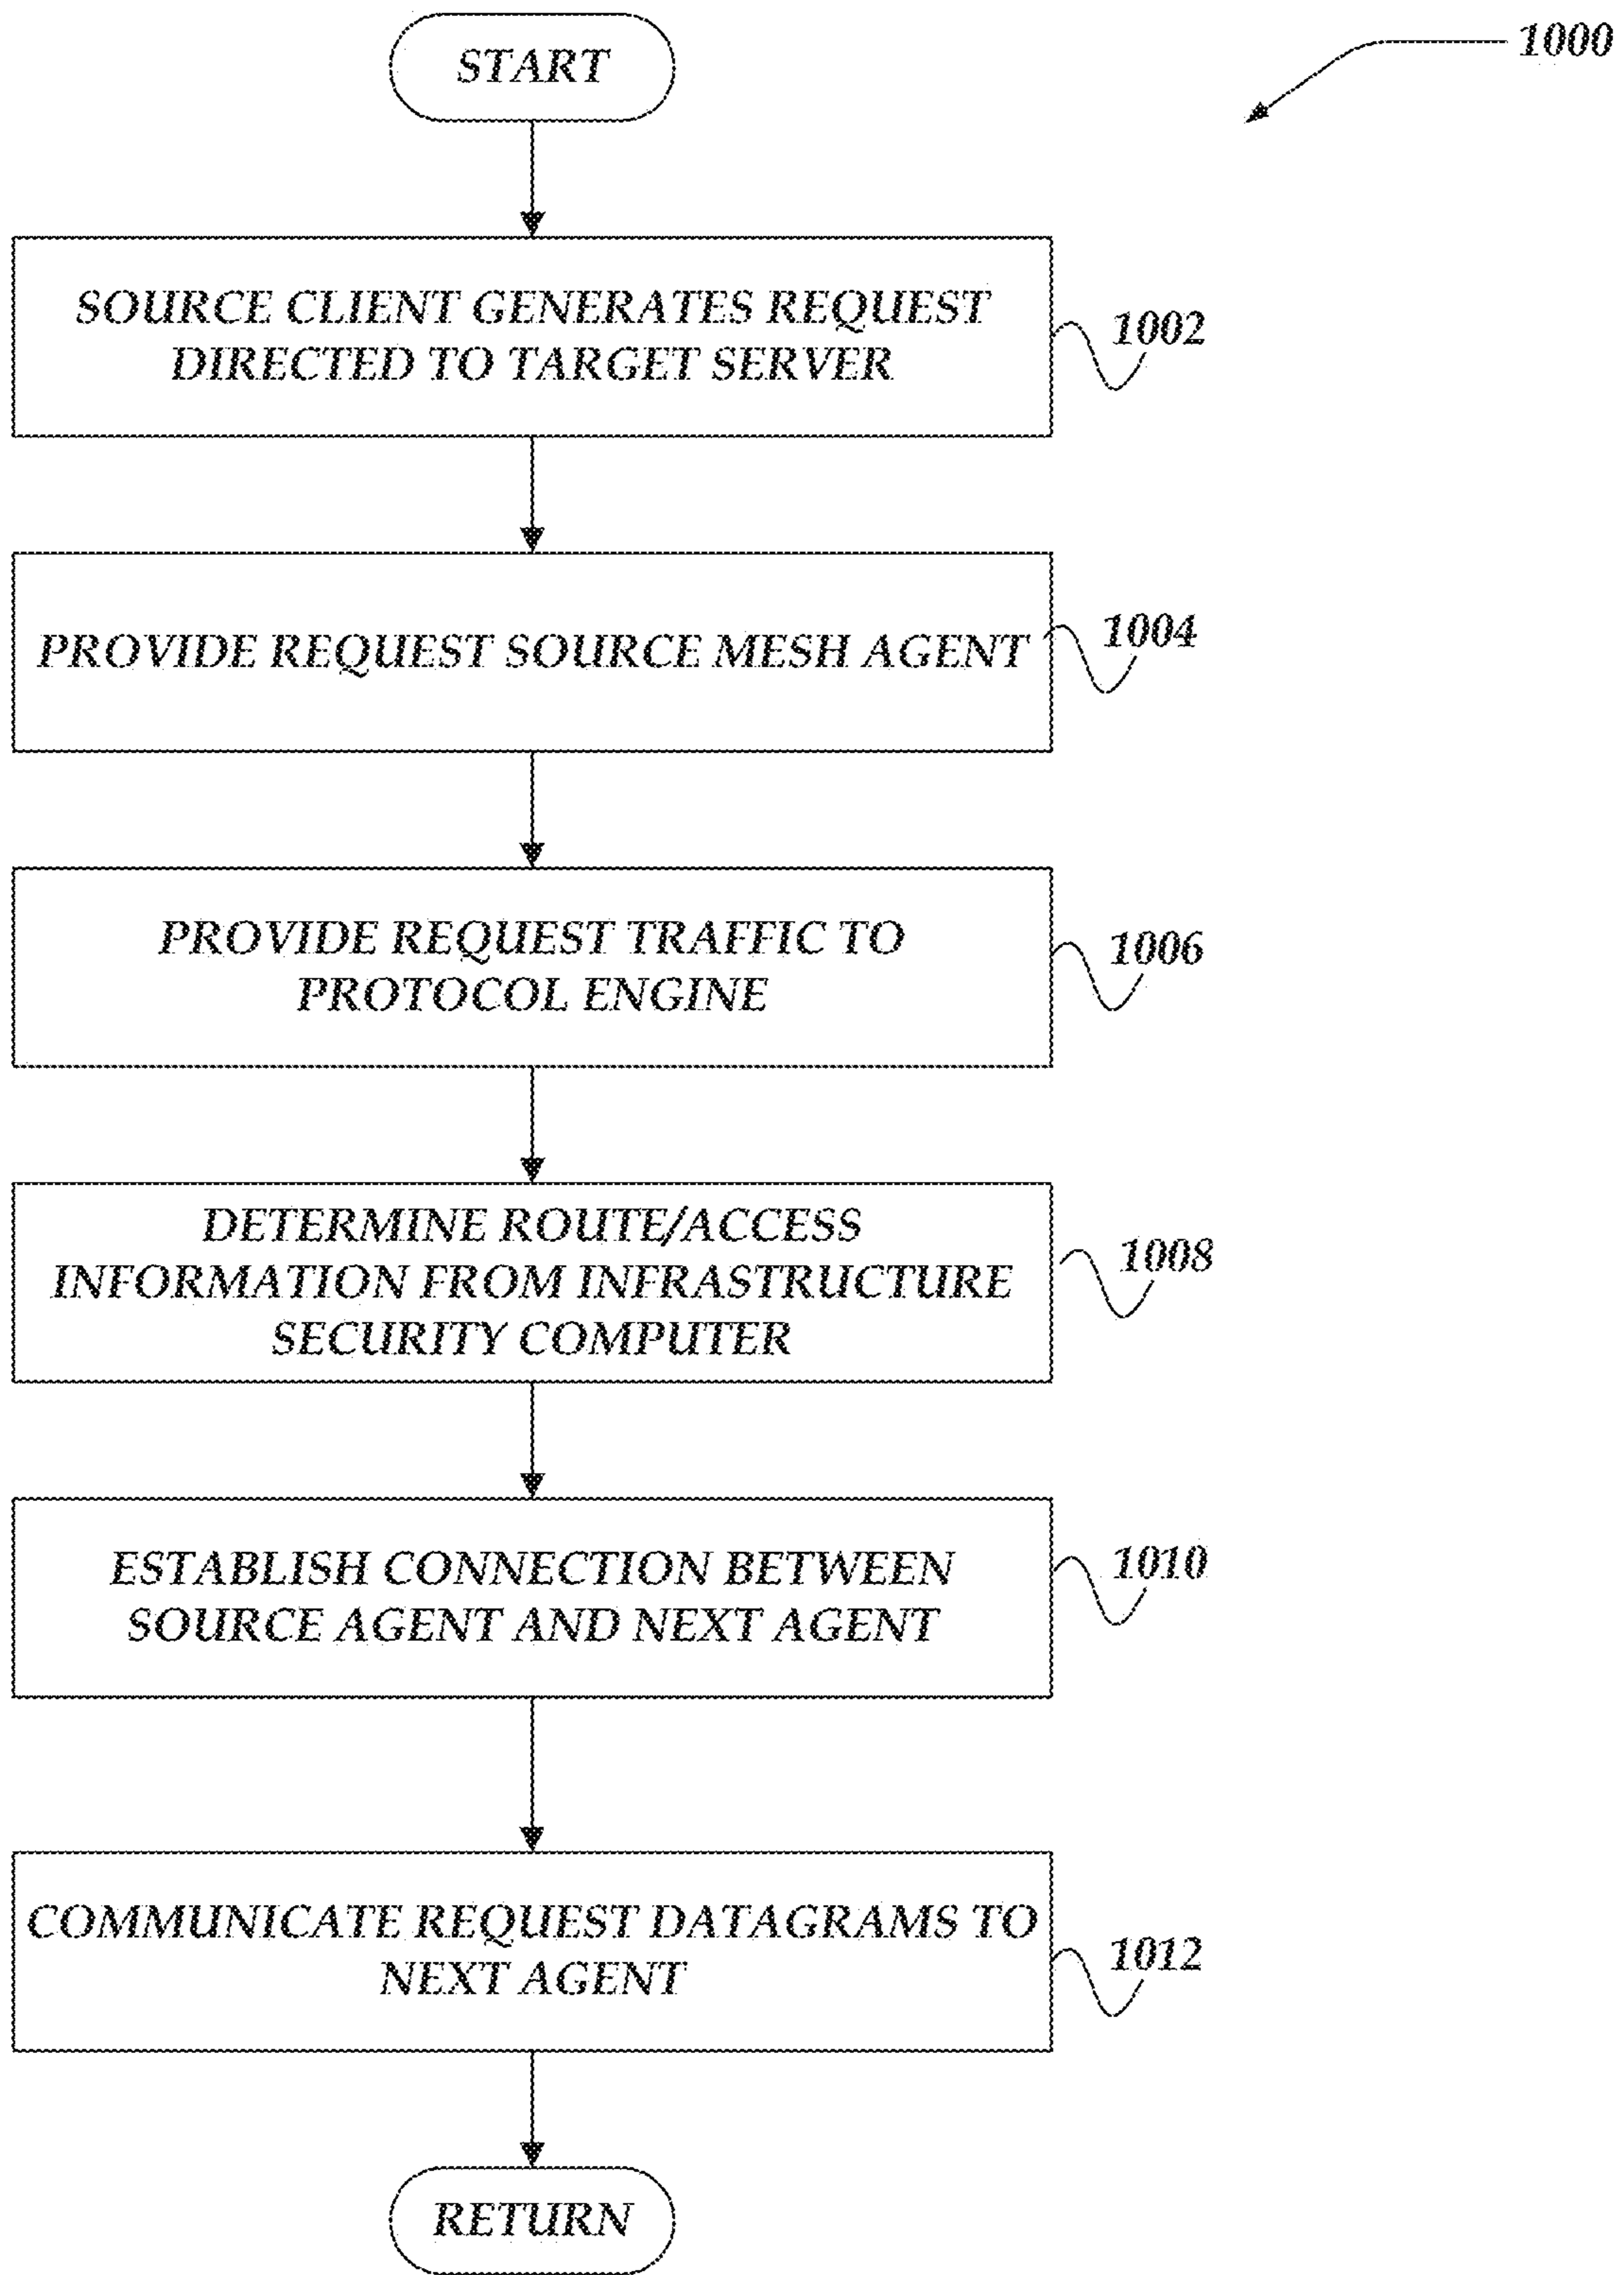 START
1000
SOURCE CLIENT GENERATES REQUEST
DIRECTED TO TARGET SERVER
1002
PROVIDE REQUEST SOURCE MESH AGENT
1004
PROVIDE REQUEST TRAFFIC TO
PROTOCOL ENGINE
1006
DETERMINE ROUTE/ACCESS
INFORMATION FROM INFRASTRUCTURE
SECURITY COMPUTER
1008
ESTABLISH CONNECTION BETWEEN
SOURCE AGENT AND NEXT AGENT
1010
COMMUNICATE REQUEST DATAGRAMS TO
NEXT AGENT
1012
RETURN